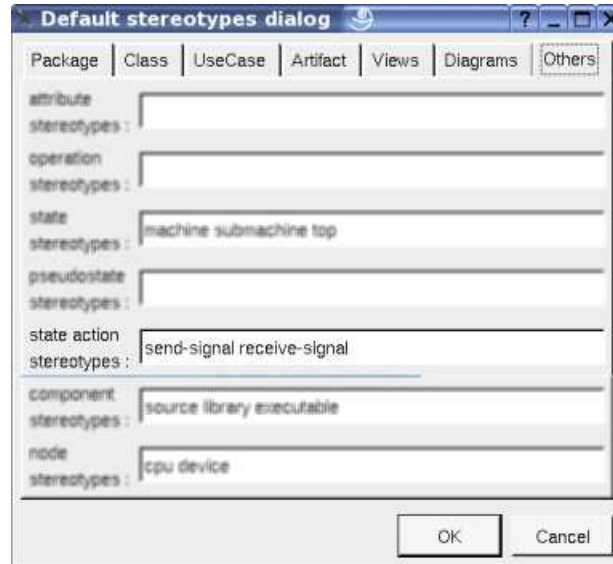 Default stereotypes dialog
Package Class UseCase Artifact Views Diagrams Others
attribute
stereotypes :
operation
stereotypes :
state
stereotypes : machine submachine top
pseudostate
stereotypes :
state action
stereotypes : send-signal receive-signal
component
stereotypes : source library executable
node
stereotypes : cpu device
OK Cancel